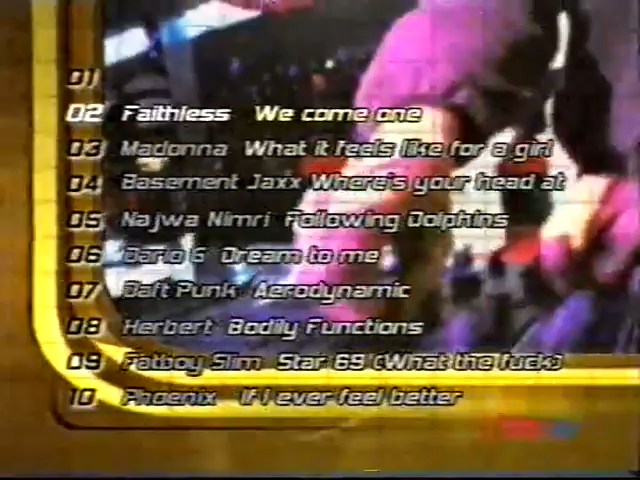 01
02 Faithless We come one
03 Madonna What it feels like for a girl
04 Basement Jaxx Where's your head at
05 Najwa Nimri Following Dolphins
06 Dario G Dream to me
07 Daft Punk Aerodynamic
08 Herbert Bodily Functions
09 Fatboy Slim Star 69 (What the fuck)
10 Phoenix If I ever feel better